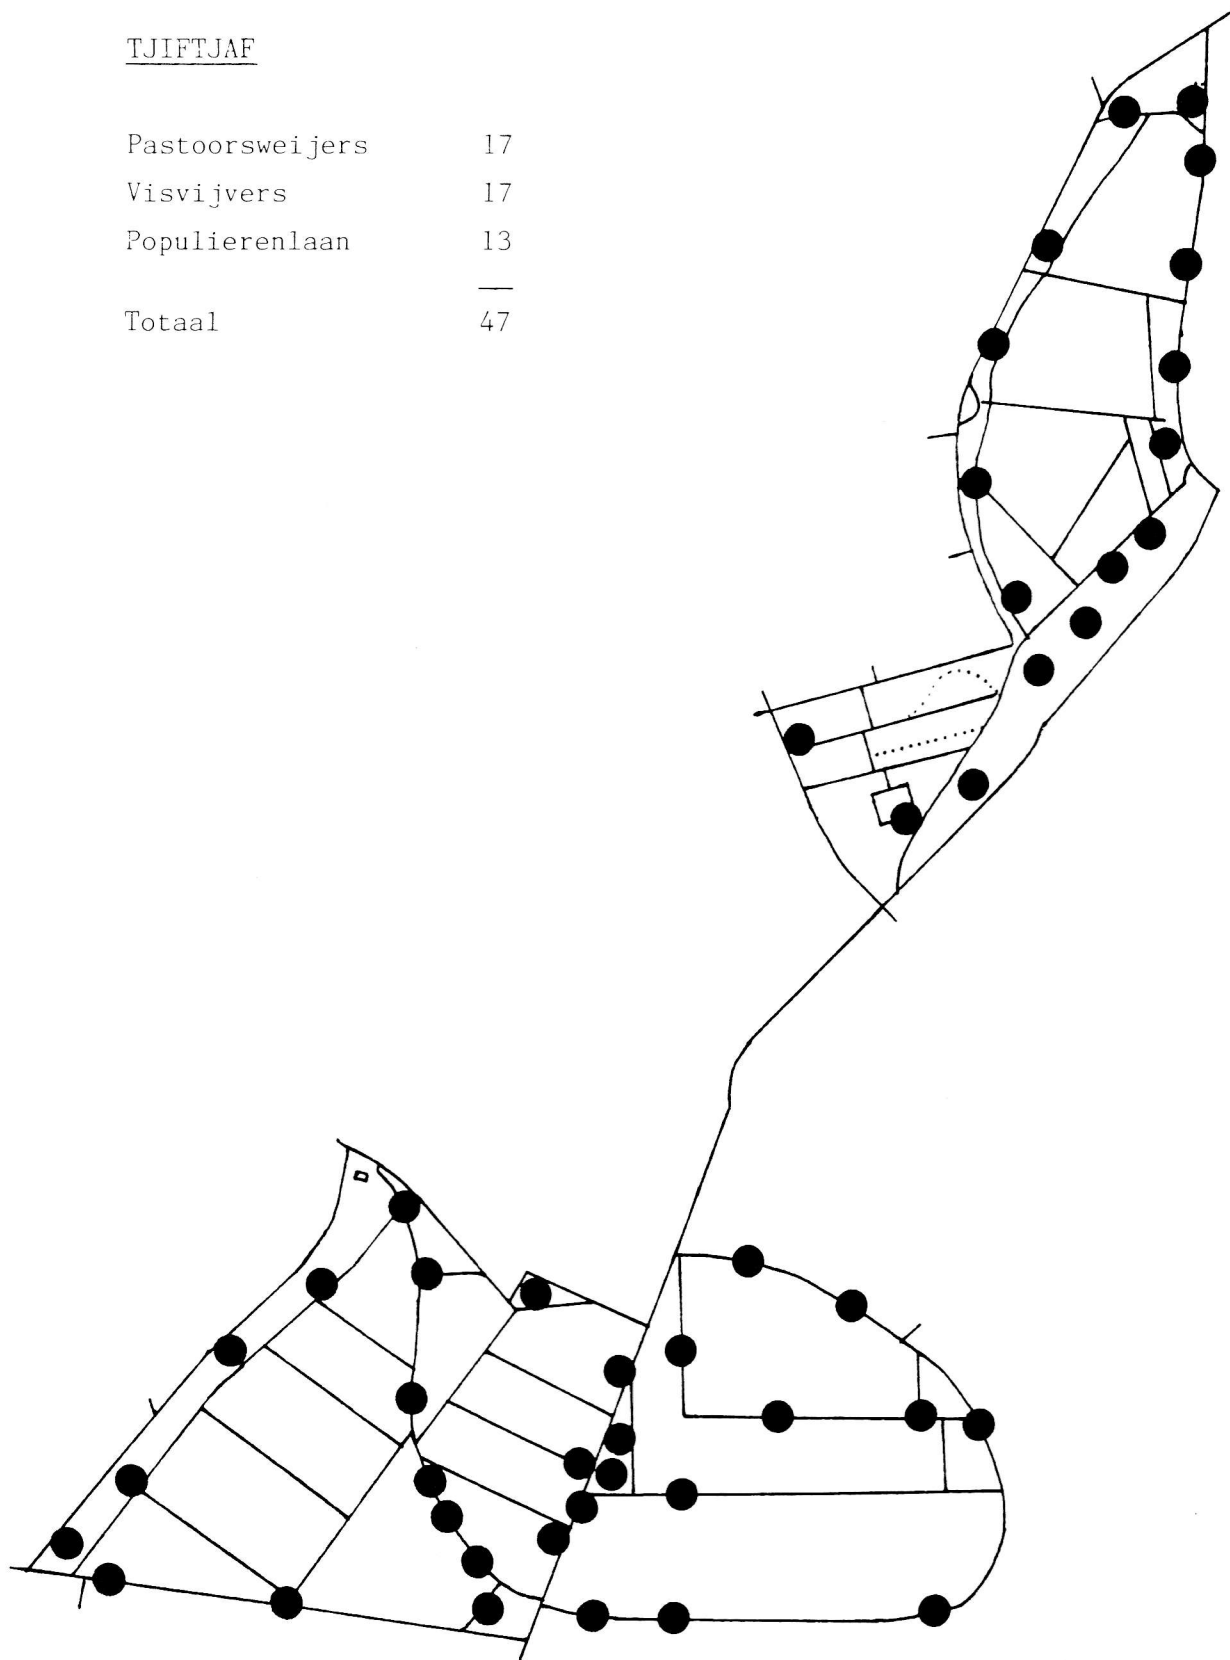 TJIFTJAF
Pastoorsweijers 17
Visvijvers 17
Populierenlaan 13
Totaal 47